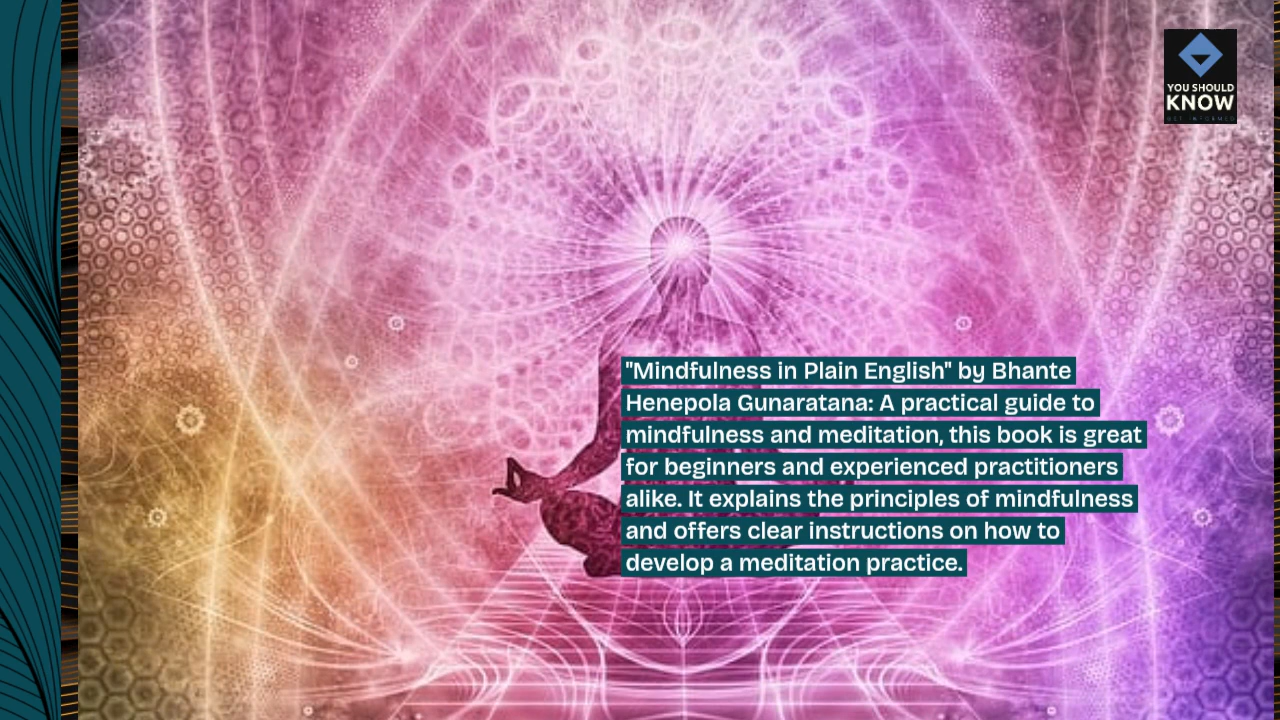 YOU SHOULD
KNOW
GET INFORMED
"Mindfulness in Plain English" by Bhante
Henepola Gunaratana: A practical guide to
mindfulness and meditation, this book is great
for beginners and experienced practitioners
alike. It explains the principles of mindfulness
and offers clear instructions on how to
develop a meditation practice.